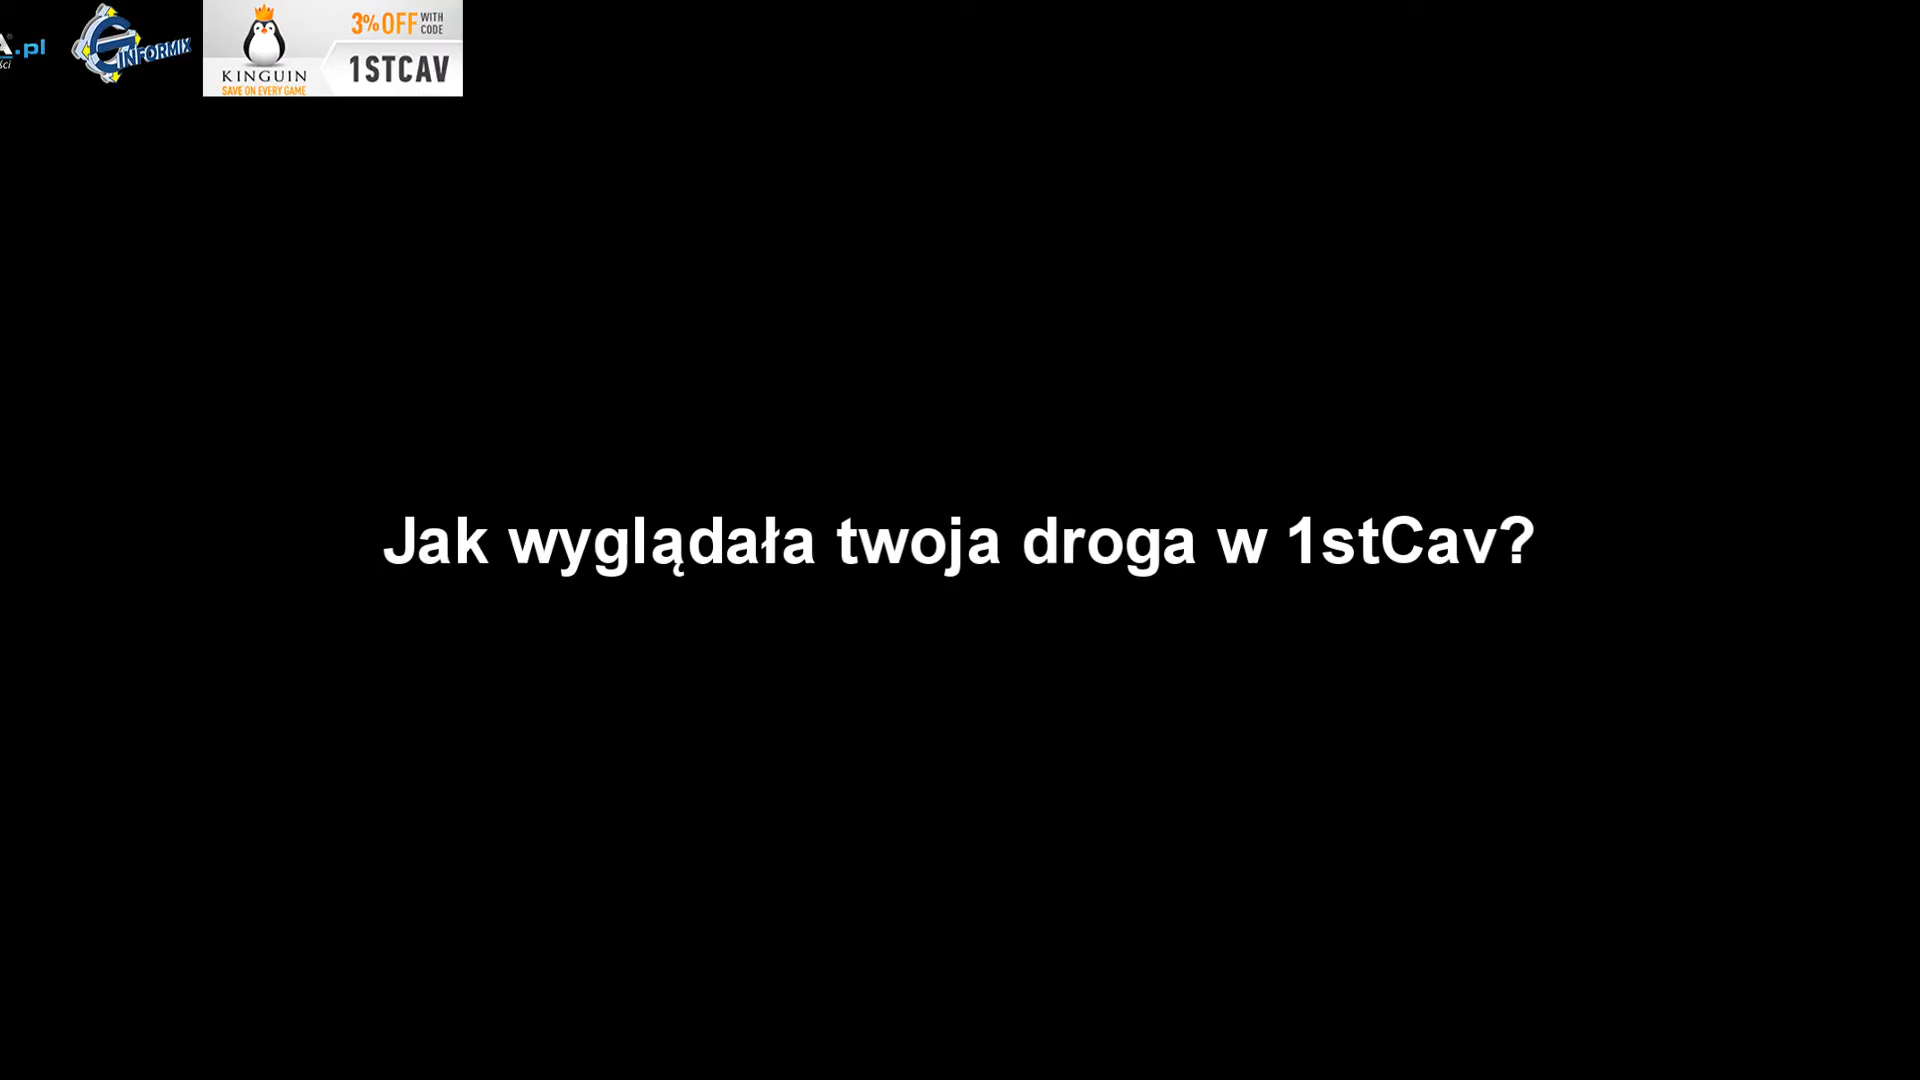 .pl
INFORMIX
KINGUIN
SAVE ON EVERY GAME
3% OFF WITH CODE
1STCAV
Jak wyglądała twoja droga w 1stCav?